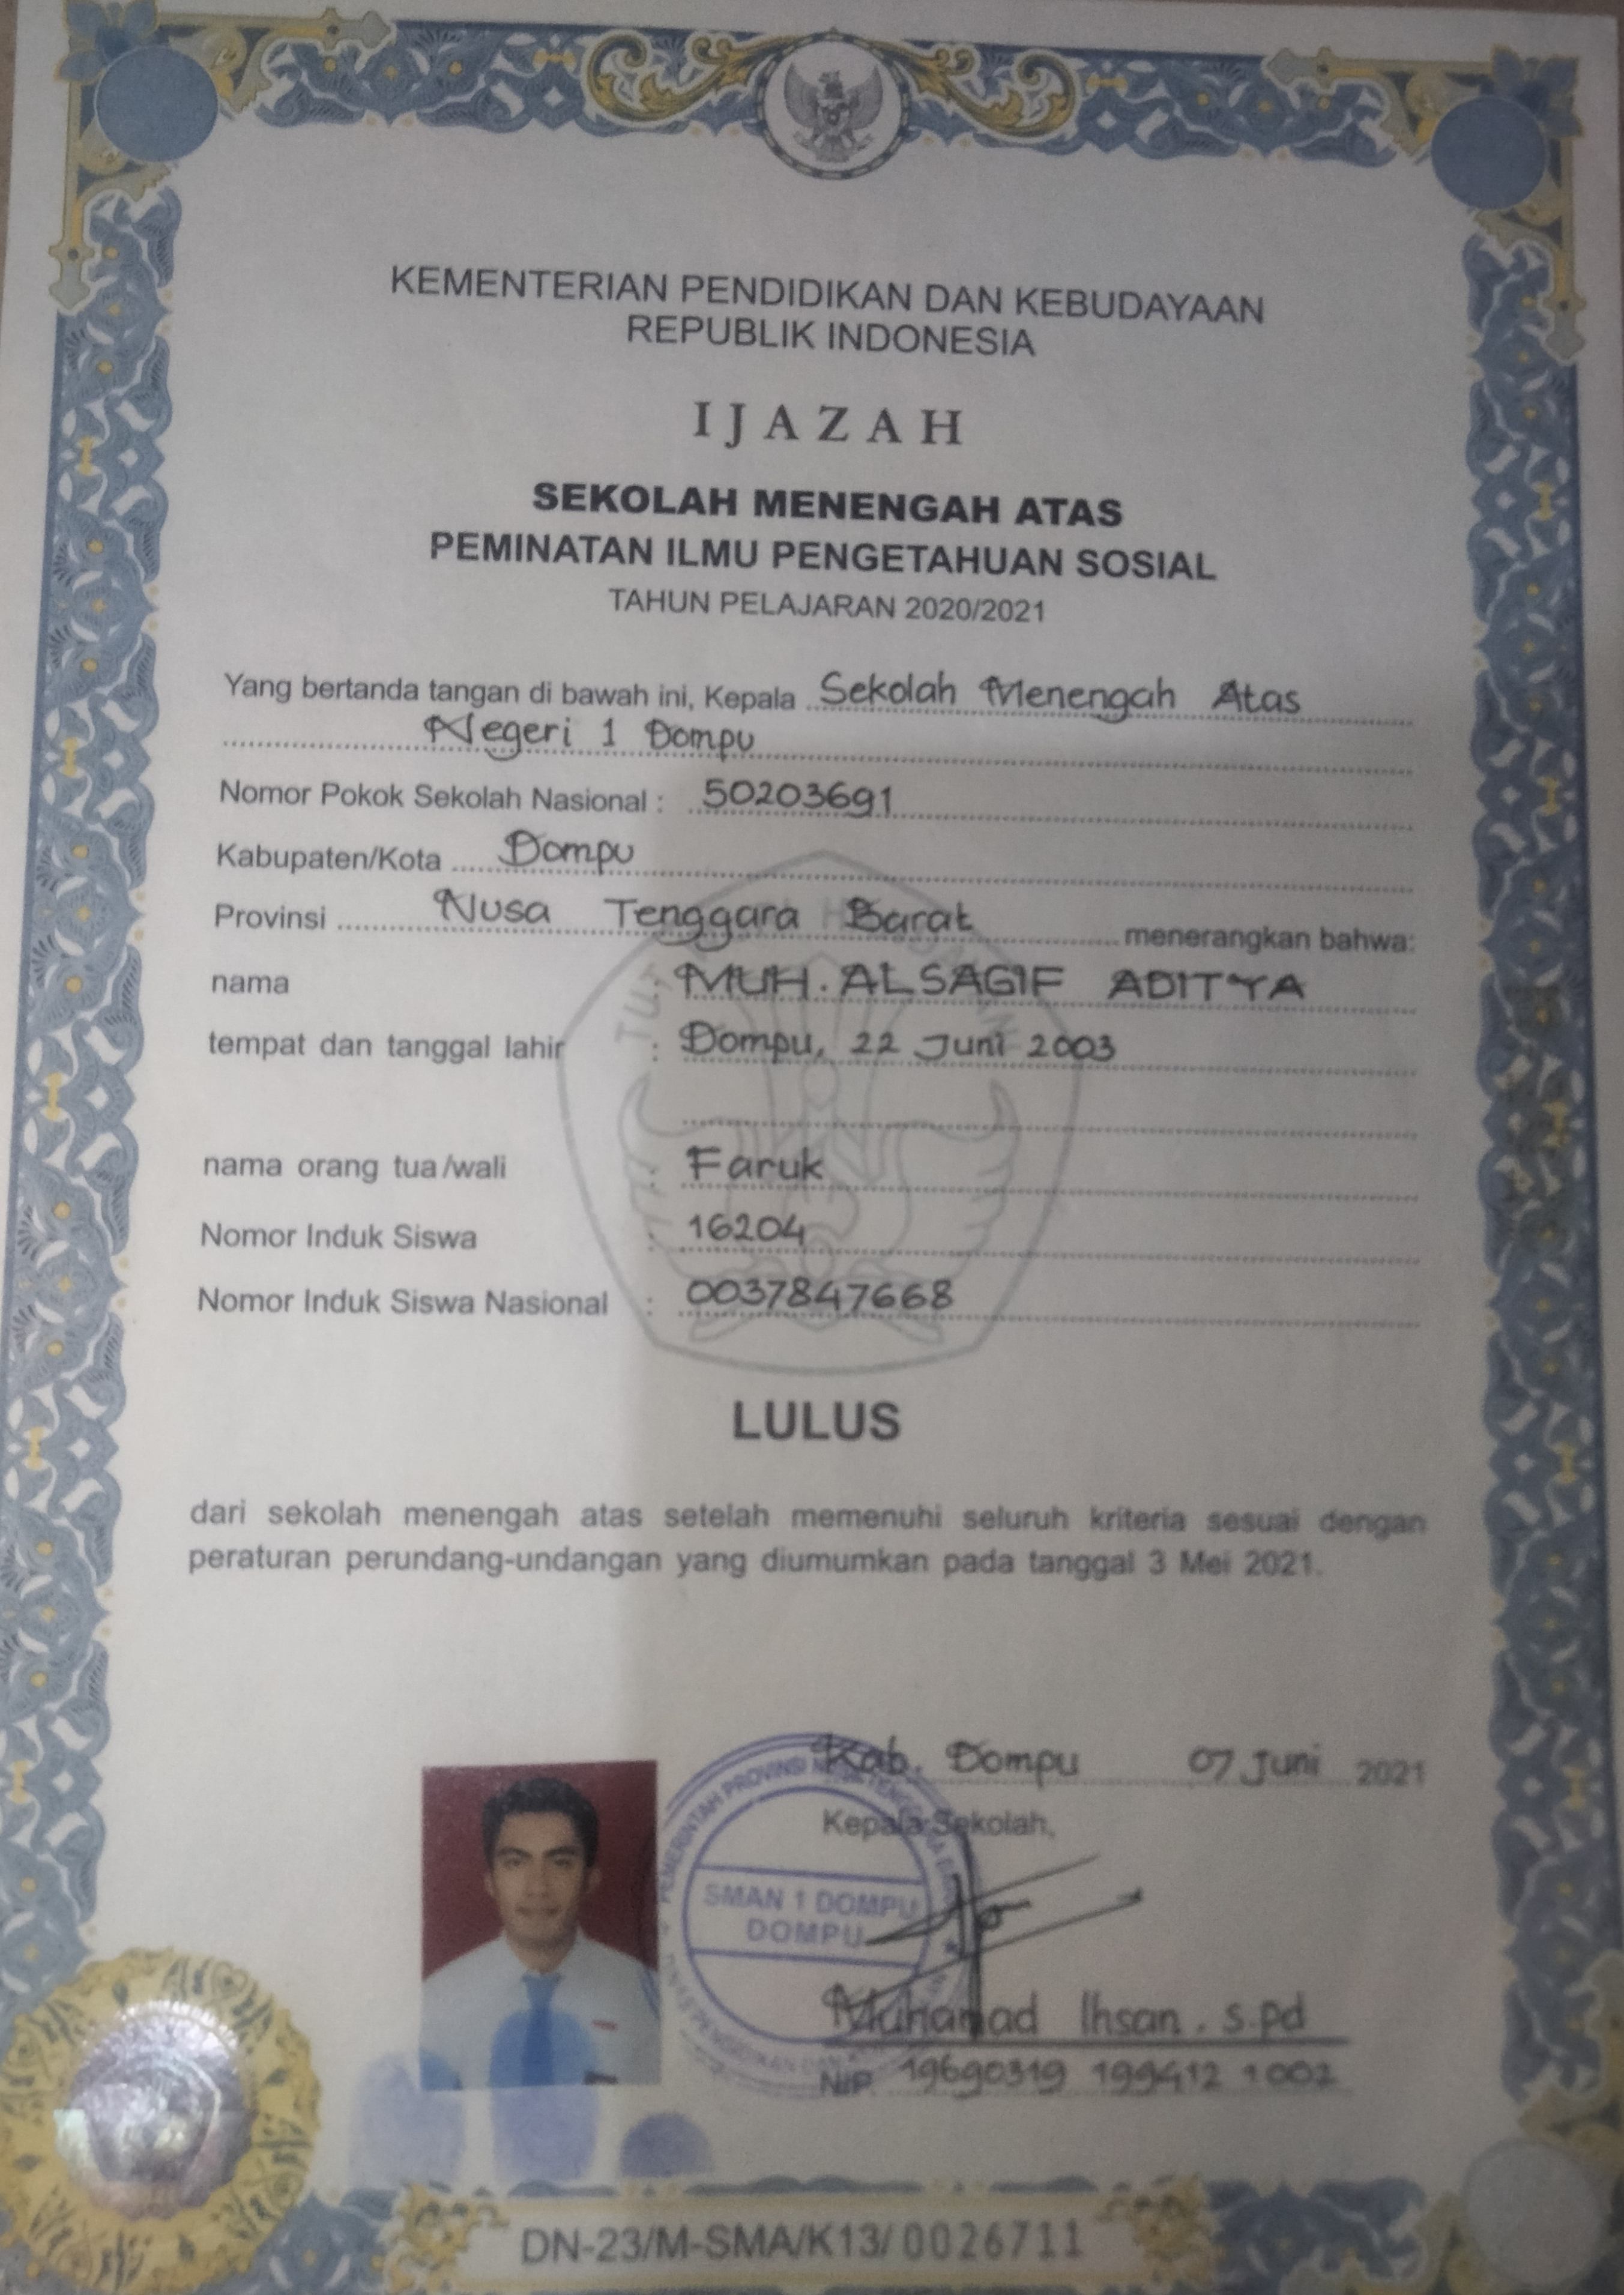 KEMENTERIAN PENDIDIKAN DAN KEBUDAYAAN
REPUBLIK INDONESIA
IJAZAH
SEKOLAH MENENGAH ATAS
PEMINATAN ILMU PENGETAHUAN SOSIAL
TAHUN PELAJARAN 2020/2021
Yang bertanda tangan di bawah ini, Kepala Sekolah Menengah Atas
Negeri 1 Dompu
Nomor Pokok Sekolah Nasional : 50203691
Kabupaten/Kota Dompu
Provinsi Nusa Tenggara Barat menerangkan bahwa:
nama : MUH. ALSAGIF ADITYA
tempat dan tanggal lahir : Dompu, 22 Juni 2003
nama orang tua/wali : Faruk
Nomor Induk Siswa : 16204
Nomor Induk Siswa Nasional : 0037847668
LULUS
dari sekolah menengah atas setelah memenuhi seluruh kriteria sesuai dengan
peraturan perundang-undangan yang diumumkan pada tanggal 3 Mei 2021.
Kab. Dompu 07 Juni 2021
Kepala Sekolah,
PEMERINTAH PROVINSI
SMAN 1 DOMPU
DOMPU
Muhamad Ihsan. S.pd
NIP. 19690319 199412 1 002
DN-23/M-SMA/K13/0026711